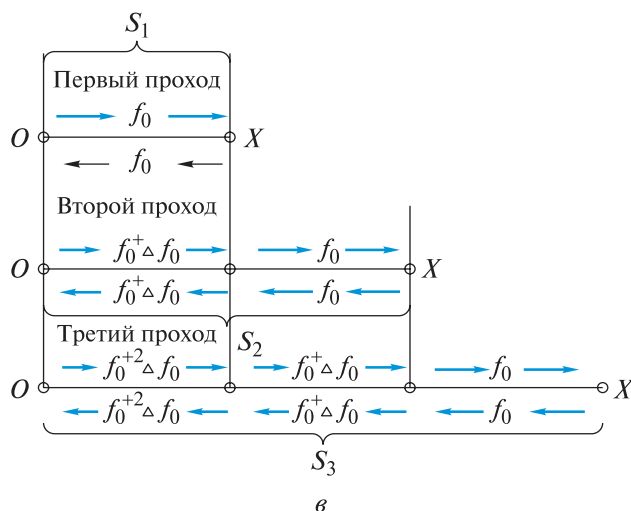 S₁
Первый проход
f₀
O X
f₀
Второй проход
f₀⁺ △ f₀ f₀
O X
f₀⁺ △ f₀ f₀
S₂
Третий проход
f₀⁺² △ f₀ f₀⁺ △ f₀ f₀
O X
f₀⁺² △ f₀ f₀⁺ △ f₀ f₀
S₃
в